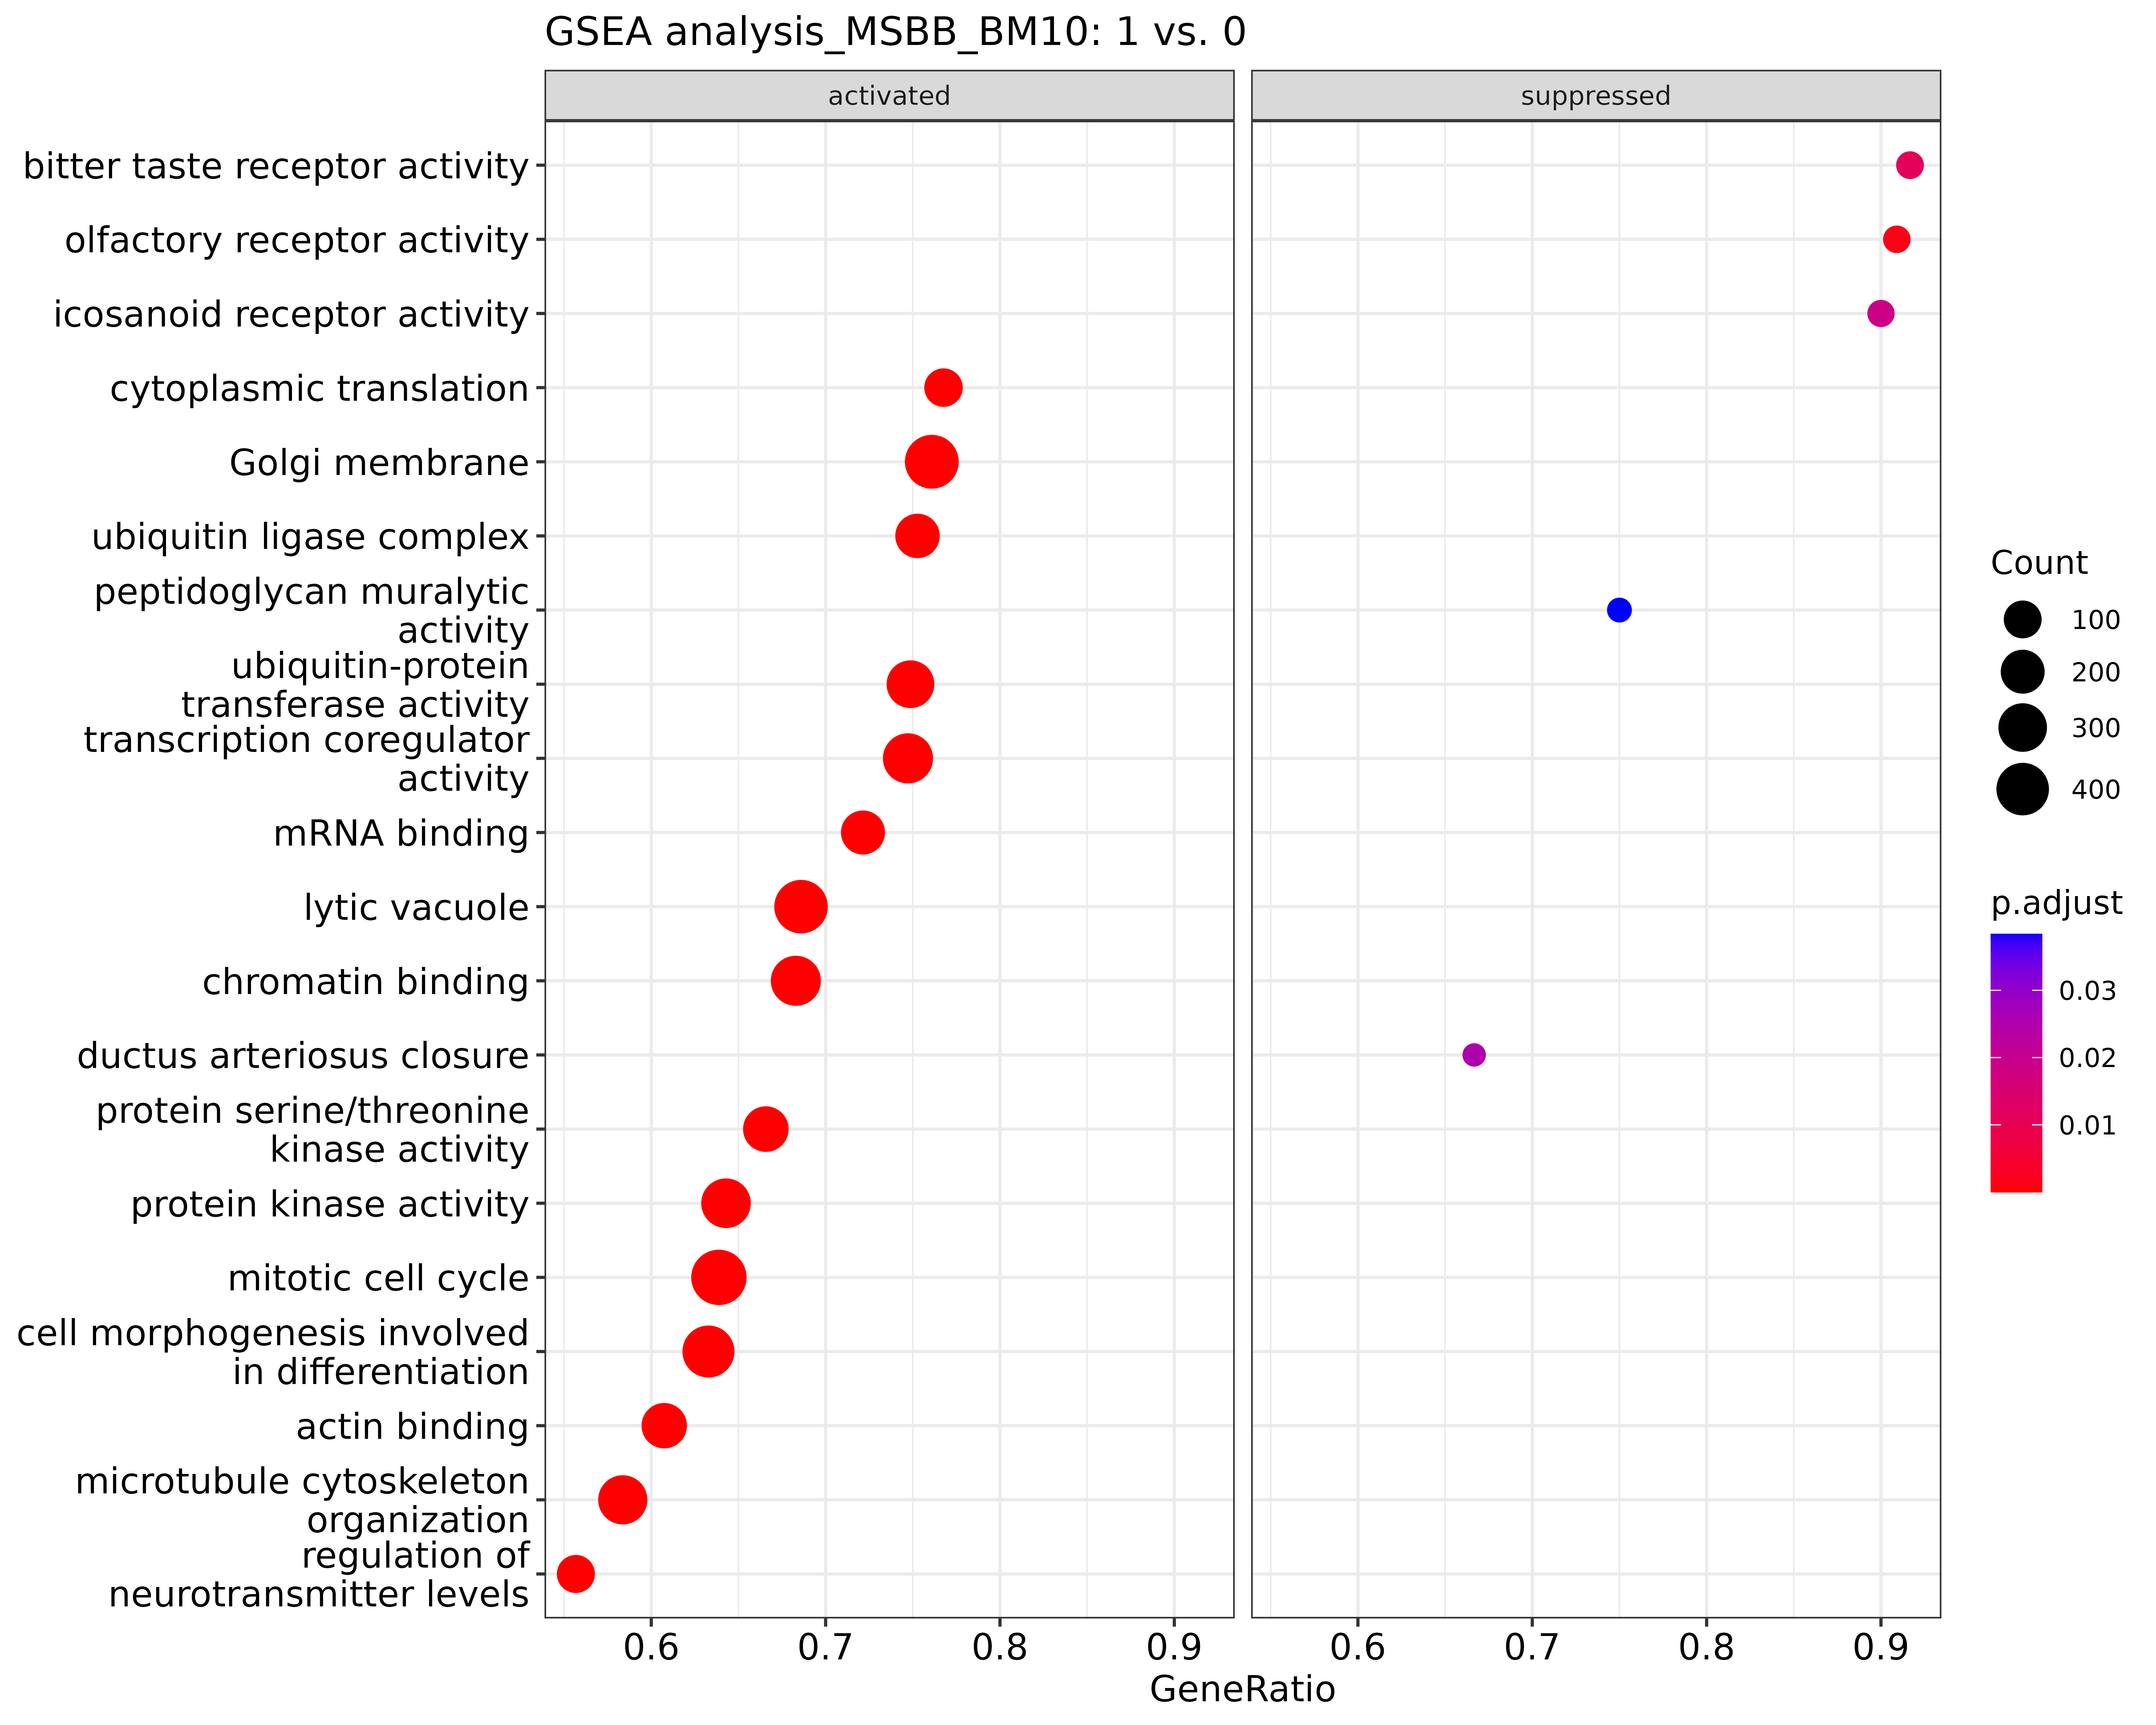 GSEA analysis_MSBB_BM10: 1 vs. 0
activated
suppressed
bitter taste receptor activity
olfactory receptor activity
icosanoid receptor activity
cytoplasmic translation
Golgi membrane
ubiquitin ligase complex
peptidoglycan muralytic
activity
ubiquitin-protein
transferase activity
transcription coregulator
activity
mRNA binding
lytic vacuole
chromatin binding
ductus arteriosus closure
protein serine/threonine
kinase activity
protein kinase activity
mitotic cell cycle
cell morphogenesis involved
in differentiation
actin binding
microtubule cytoskeleton
organization
regulation of
neurotransmitter levels
0.6 0.7 0.8 0.9
0.6 0.7 0.8 0.9
GeneRatio
Count
100
200
300
400
p.adjust
0.03
0.02
0.01